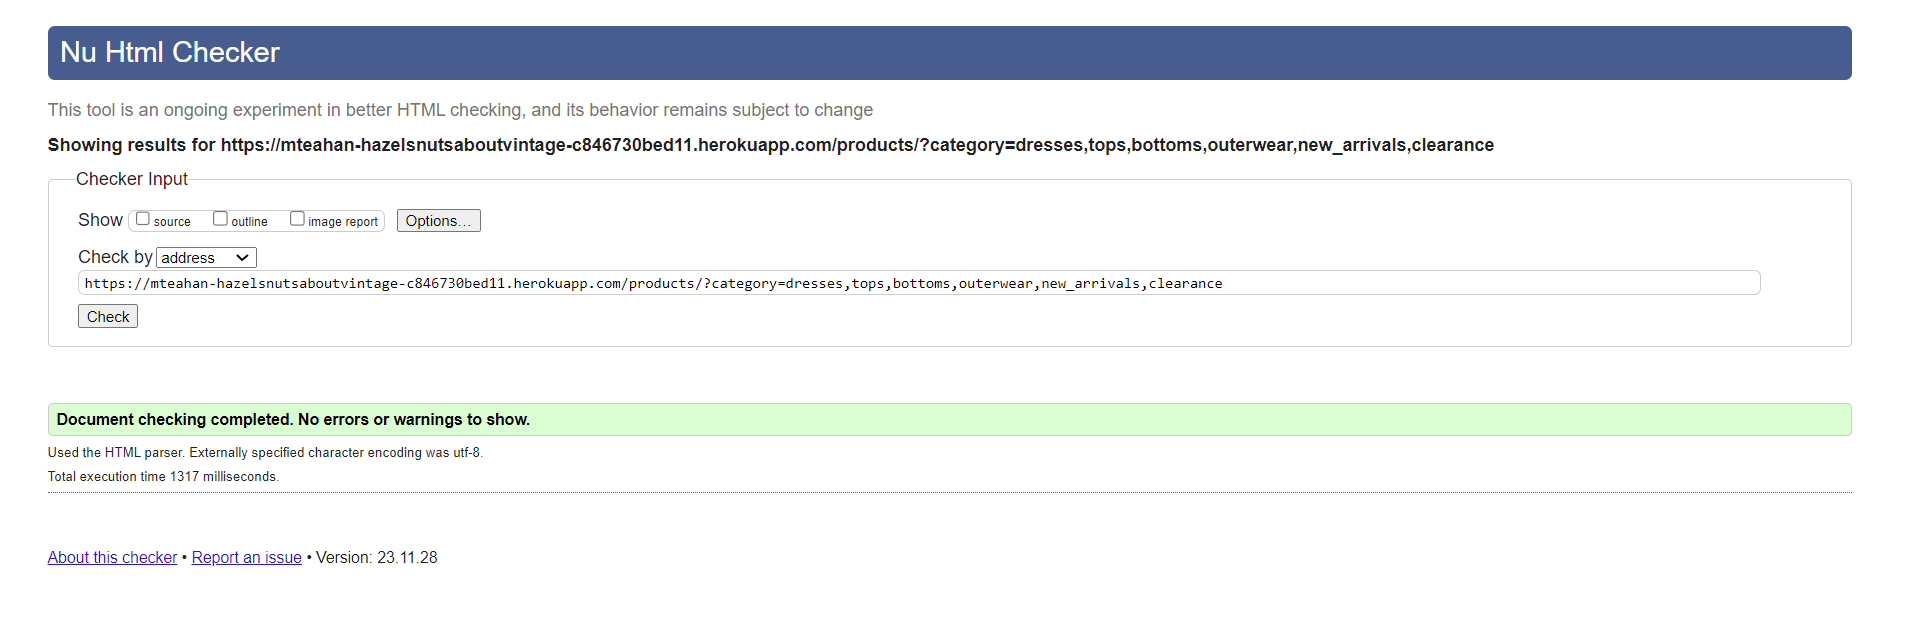 Nu Html Checker
This tool is an ongoing experiment in better HTML checking, and its behavior remains subject to change
Showing results for https://mteahan-hazelsnutsaboutvintage-c846730bed11.herokuapp.com/products/?category=dresses,tops,bottoms,outerwear,new_arrivals,clearance
Checker Input
Show source outline image report Options...
Check by address
https://mteahan-hazelsnutsaboutvintage-c846730bed11.herokuapp.com/products/?category=dresses,tops,bottoms,outerwear,new_arrivals,clearance
Check
Document checking completed. No errors or warnings to show.
Used the HTML parser. Externally specified character encoding was utf-8.
Total execution time 1317 milliseconds.
About this checker • Report an issue • Version: 23.11.28